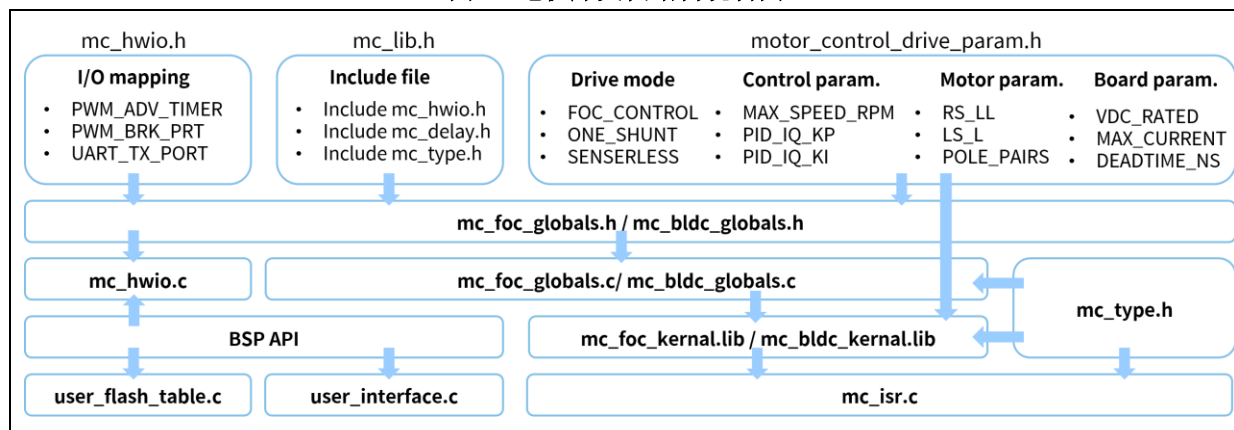 mc_hwio.h
mc_lib.h
motor_control_drive_param.h
I/O mapping
• PWM_ADV_TIMER
• PWM_BRK_PRT
• UART_TX_PORT
Include file
• Include mc_hwio.h
• Include mc_delay.h
• Include mc_type.h
Drive mode
• FOC_CONTROL
• ONE_SHUNT
• SENSERLESS
Control param.
• MAX_SPEED_RPM
• PID_IQ_KP
• PID_IQ_KI
Motor param.
• RS_LL
• LS_L
• POLE_PAIRS
Board param.
• VDC_RATED
• MAX_CURRENT
• DEADTIME_NS
mc_foc_globals.h / mc_bldc_globals.h
mc_hwio.c
mc_foc_globals.c/ mc_bldc_globals.c
mc_type.h
BSP API
mc_foc_kernal.lib / mc_bldc_kernal.lib
user_flash_table.c
user_interface.c
mc_isr.c